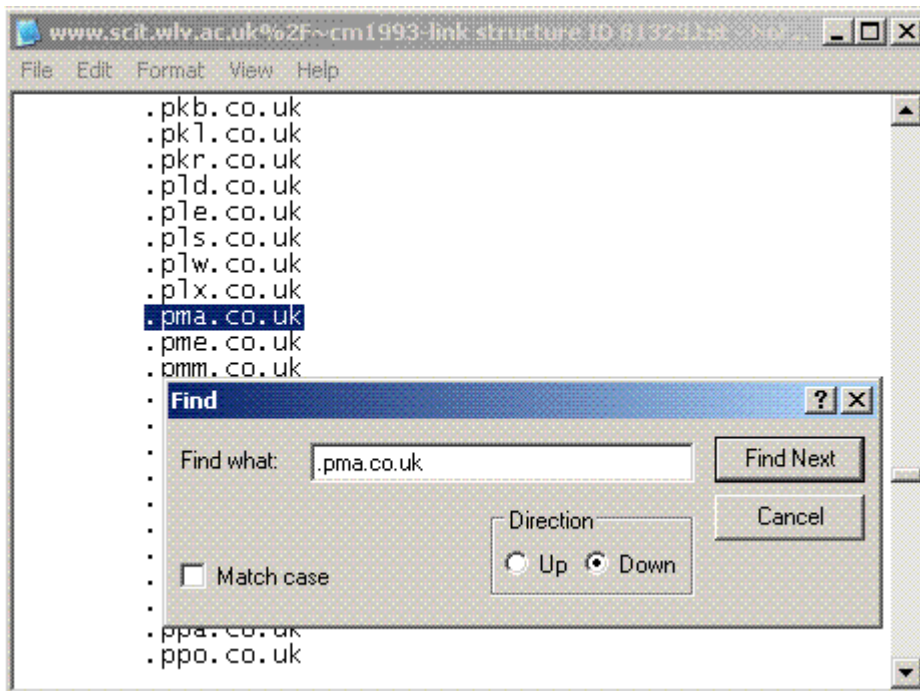 www.scit.wlv.ac.uk%2F~cm1993-link structure ID
File Edit Format View Help
.pkb.co.uk
.pkl.co.uk
.pkr.co.uk
.pld.co.uk
.ple.co.uk
.pls.co.uk
.plw.co.uk
.plx.co.uk
.pma.co.uk
.pme.co.uk
.pmm.co.uk
Find
Find what: .pma.co.uk Find Next
Direction Cancel
Match case Up Down
.ppa.co.uk
.ppo.co.uk